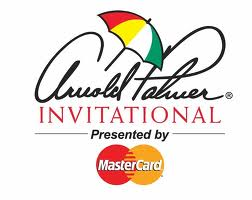 Arnold Palmer®
INVITATIONAL
Presented by
MasterCard